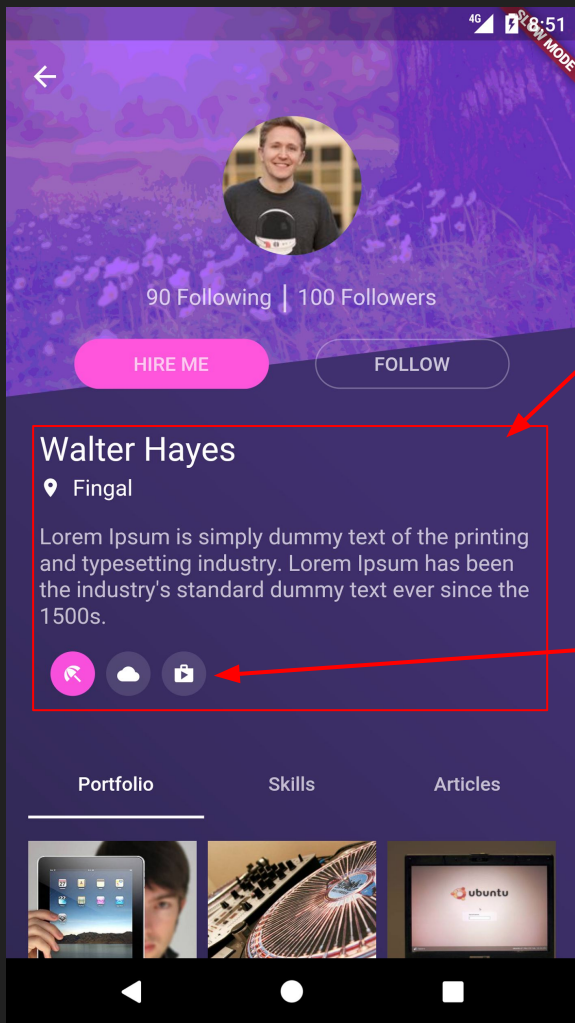 4G 8:51
SLOW MODE
90 Following | 100 Followers
HIRE ME FOLLOW
Walter Hayes
Fingal
Lorem Ipsum is simply dummy text of the printing
and typesetting industry. Lorem Ipsum has been
the industry's standard dummy text ever since the
1500s.
Portfolio Skills Articles
ubuntu